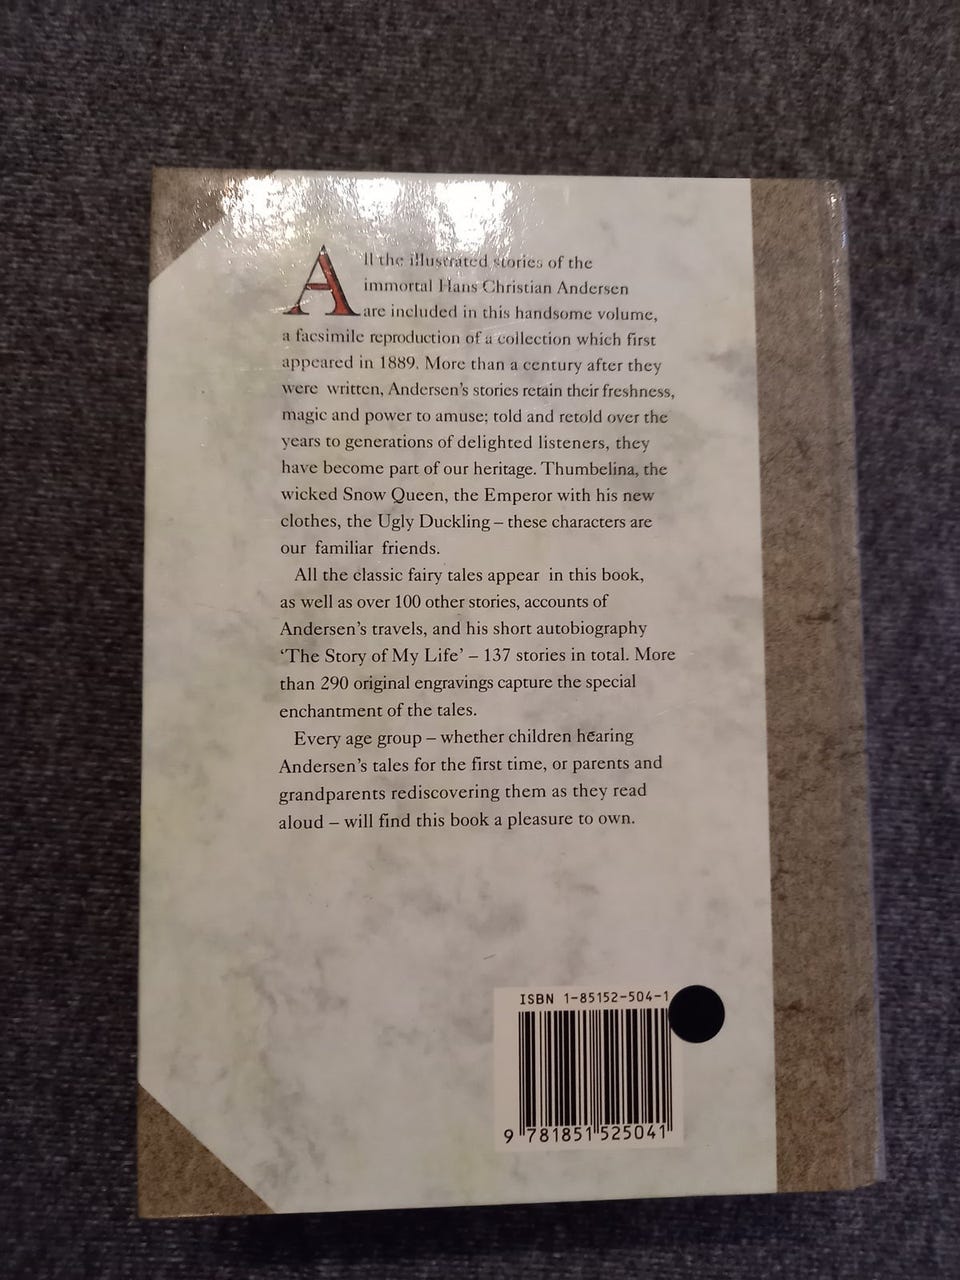 All the illustrated stories of the
immortal Hans Christian Andersen
are included in this handsome volume,
a facsimile reproduction of a collection which first
appeared in 1889. More than a century after they
were written, Andersen's stories retain their freshness,
magic and power to amuse; told and retold over the
years to generations of delighted listeners, they
have become part of our heritage. Thumbelina, the
wicked Snow Queen, the Emperor with his new
clothes, the Ugly Duckling – these characters are
our familiar friends.
All the classic fairy tales appear in this book,
as well as over 100 other stories, accounts of
Andersen's travels, and his short autobiography
‘The Story of My Life’ – 137 stories in total. More
than 290 original engravings capture the special
enchantment of the tales.
Every age group – whether children hearing
Andersen's tales for the first time, or parents and
grandparents rediscovering them as they read
aloud – will find this book a pleasure to own.
ISBN 1-85152-504-1
9 781851 525041